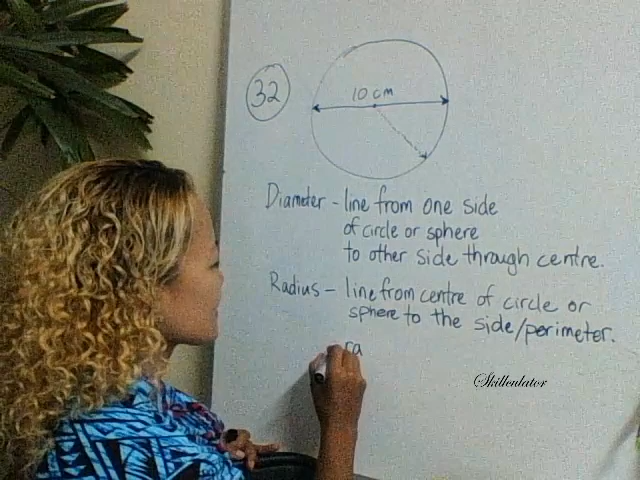 32
10 cm
Diameter - line from one side
of circle or sphere
to other side through centre.
Radius - line from centre of circle or
sphere to the side/perimeter.
ra
Skillculator